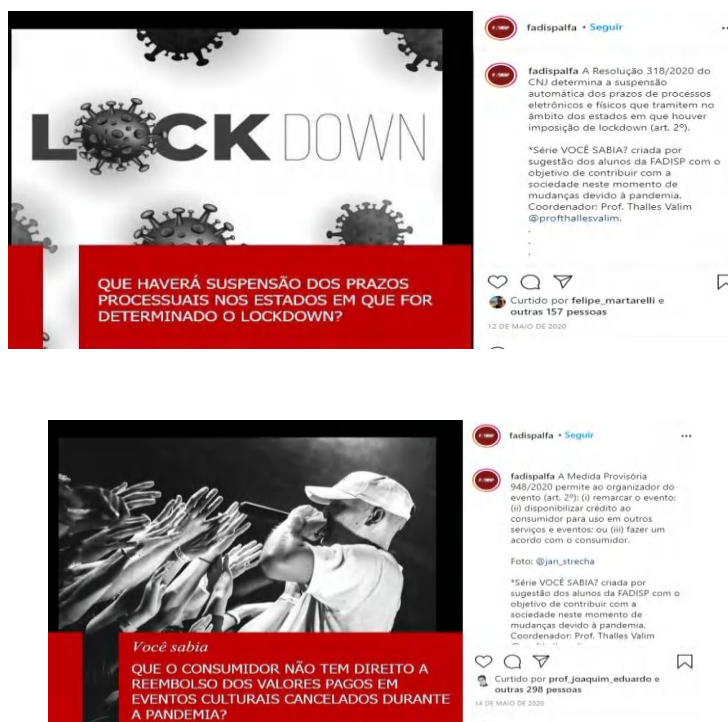 LOCKDOWN
QUE HAVERÁ SUSPENSÃO DOS PRAZOS
PROCESSUAIS NOS ESTADOS EM QUE FOR
DETERMINADO O LOCKDOWN?
fadispalfa • Seguir
fadispalfa A Resolução 318/2020 do
CNJ determina a suspensão
automática dos prazos de processos
eletrônicos e físicos que tramitem no
âmbito dos estados em que houver
imposição de lockdown (art. 2º).
*Série VOCÊ SABIA? criada por
sugestão dos alunos da FADISP com o
objetivo de contribuir com a
sociedade neste momento de
mudanças devido à pandemia.
Coordenador: Prof. Thalles Valim
@profthallesvalim.
.
.
.
Curtido por felipe_martarelli e
outras 157 pessoas
12 DE MAIO DE 2020
Você sabia
QUE O CONSUMIDOR NÃO TEM DIREITO A
REEMBOLSO DOS VALORES PAGOS EM
EVENTOS CULTURAIS CANCELADOS DURANTE
A PANDEMIA?
fadispalfa • Seguir
fadispalfa A Medida Provisória
948/2020 permite ao organizador do
evento (art. 2º): (i) remarcar o evento;
(ii) disponibilizar crédito ao
consumidor para uso em outros
serviços e eventos; ou (iii) fazer um
acordo com o consumidor.
Foto: @jan_strecha
*Série VOCÊ SABIA? criada por
sugestão dos alunos da FADISP com o
objetivo de contribuir com a
sociedade neste momento de
mudanças devido à pandemia.
Coordenador: Prof. Thalles Valim
Curtido por prof_joaquim_eduardo e
outras 298 pessoas
14 DE MAIO DE 2020